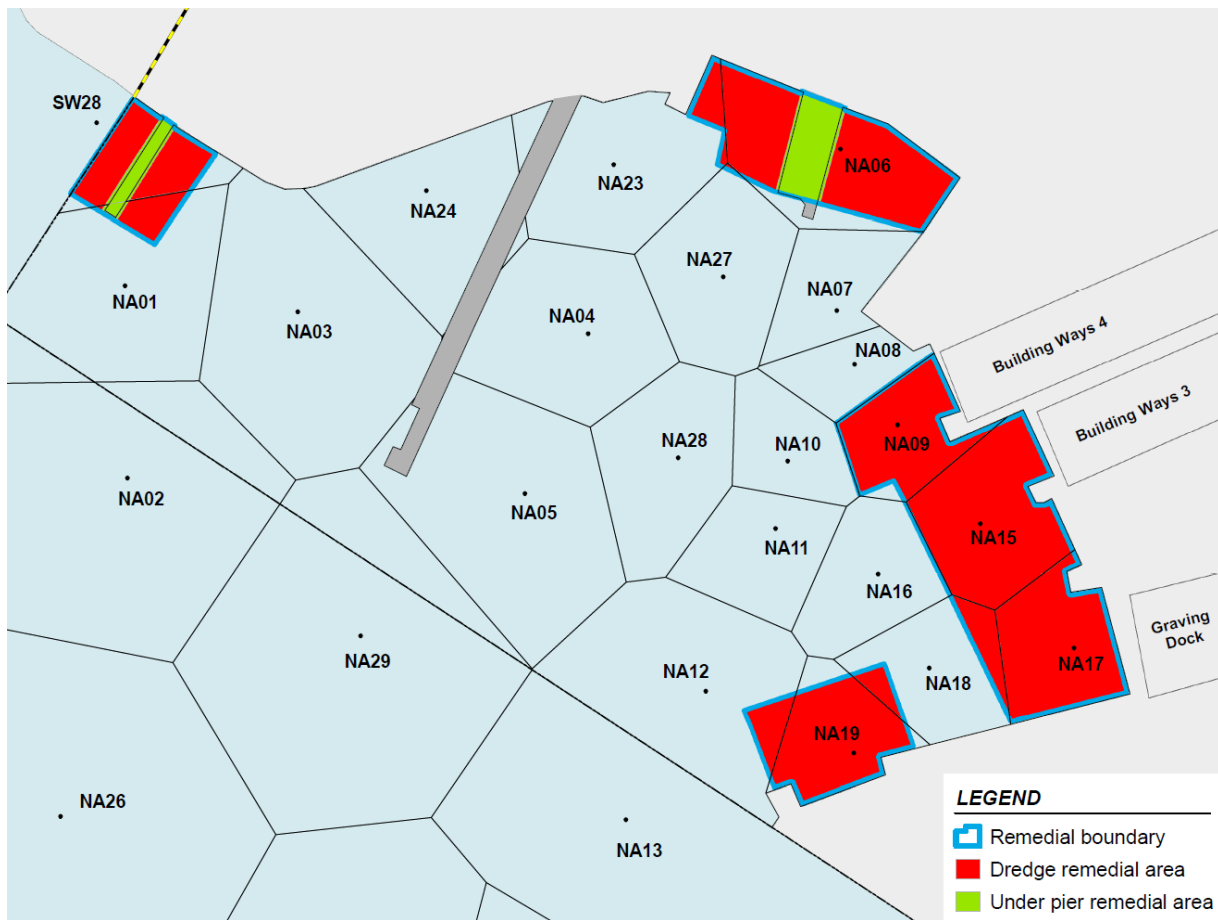 SW28
NA06
NA23
NA24
NA27
NA01
NA07
NA03
NA04
NA08
Building Ways 4
Building Ways 3
NA09
NA28
NA10
NA02
NA05
NA15
NA11
NA16
Graving
Dock
NA29
NA12
NA17
NA18
NA19
NA26
NA13
LEGEND
Remedial boundary
Dredge remedial area
Under pier remedial area